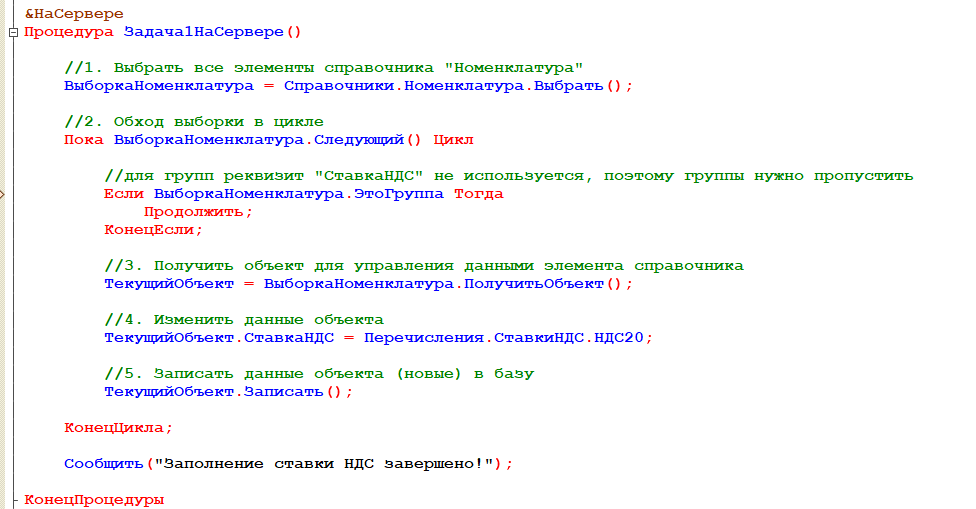 &НаСервере
Процедура Задача1НаСервере()
//1. Выбрать все элементы справочника "Номенклатура"
ВыборкаНоменклатура = Справочники.Номенклатура.Выбрать();
//2. Обход выборки в цикле
Пока ВыборкаНоменклатура.Следующий() Цикл
//для групп реквизит "СтавкаНДС" не используется, поэтому группы нужно пропустить
Если ВыборкаНоменклатура.ЭтоГруппа Тогда
Продолжить;
КонецЕсли;
//3. Получить объект для управления данными элемента справочника
ТекущийОбъект = ВыборкаНоменклатура.ПолучитьОбъект();
//4. Изменить данные объекта
ТекущийОбъект.СтавкаНДС = Перечисления.СтавкиНДС.НДС20;
//5. Записать данные объекта (новые) в базу
ТекущийОбъект.Записать();
КонецЦикла;
Сообщить("Заполнение ставки НДС завершено!");
КонецПроцедуры